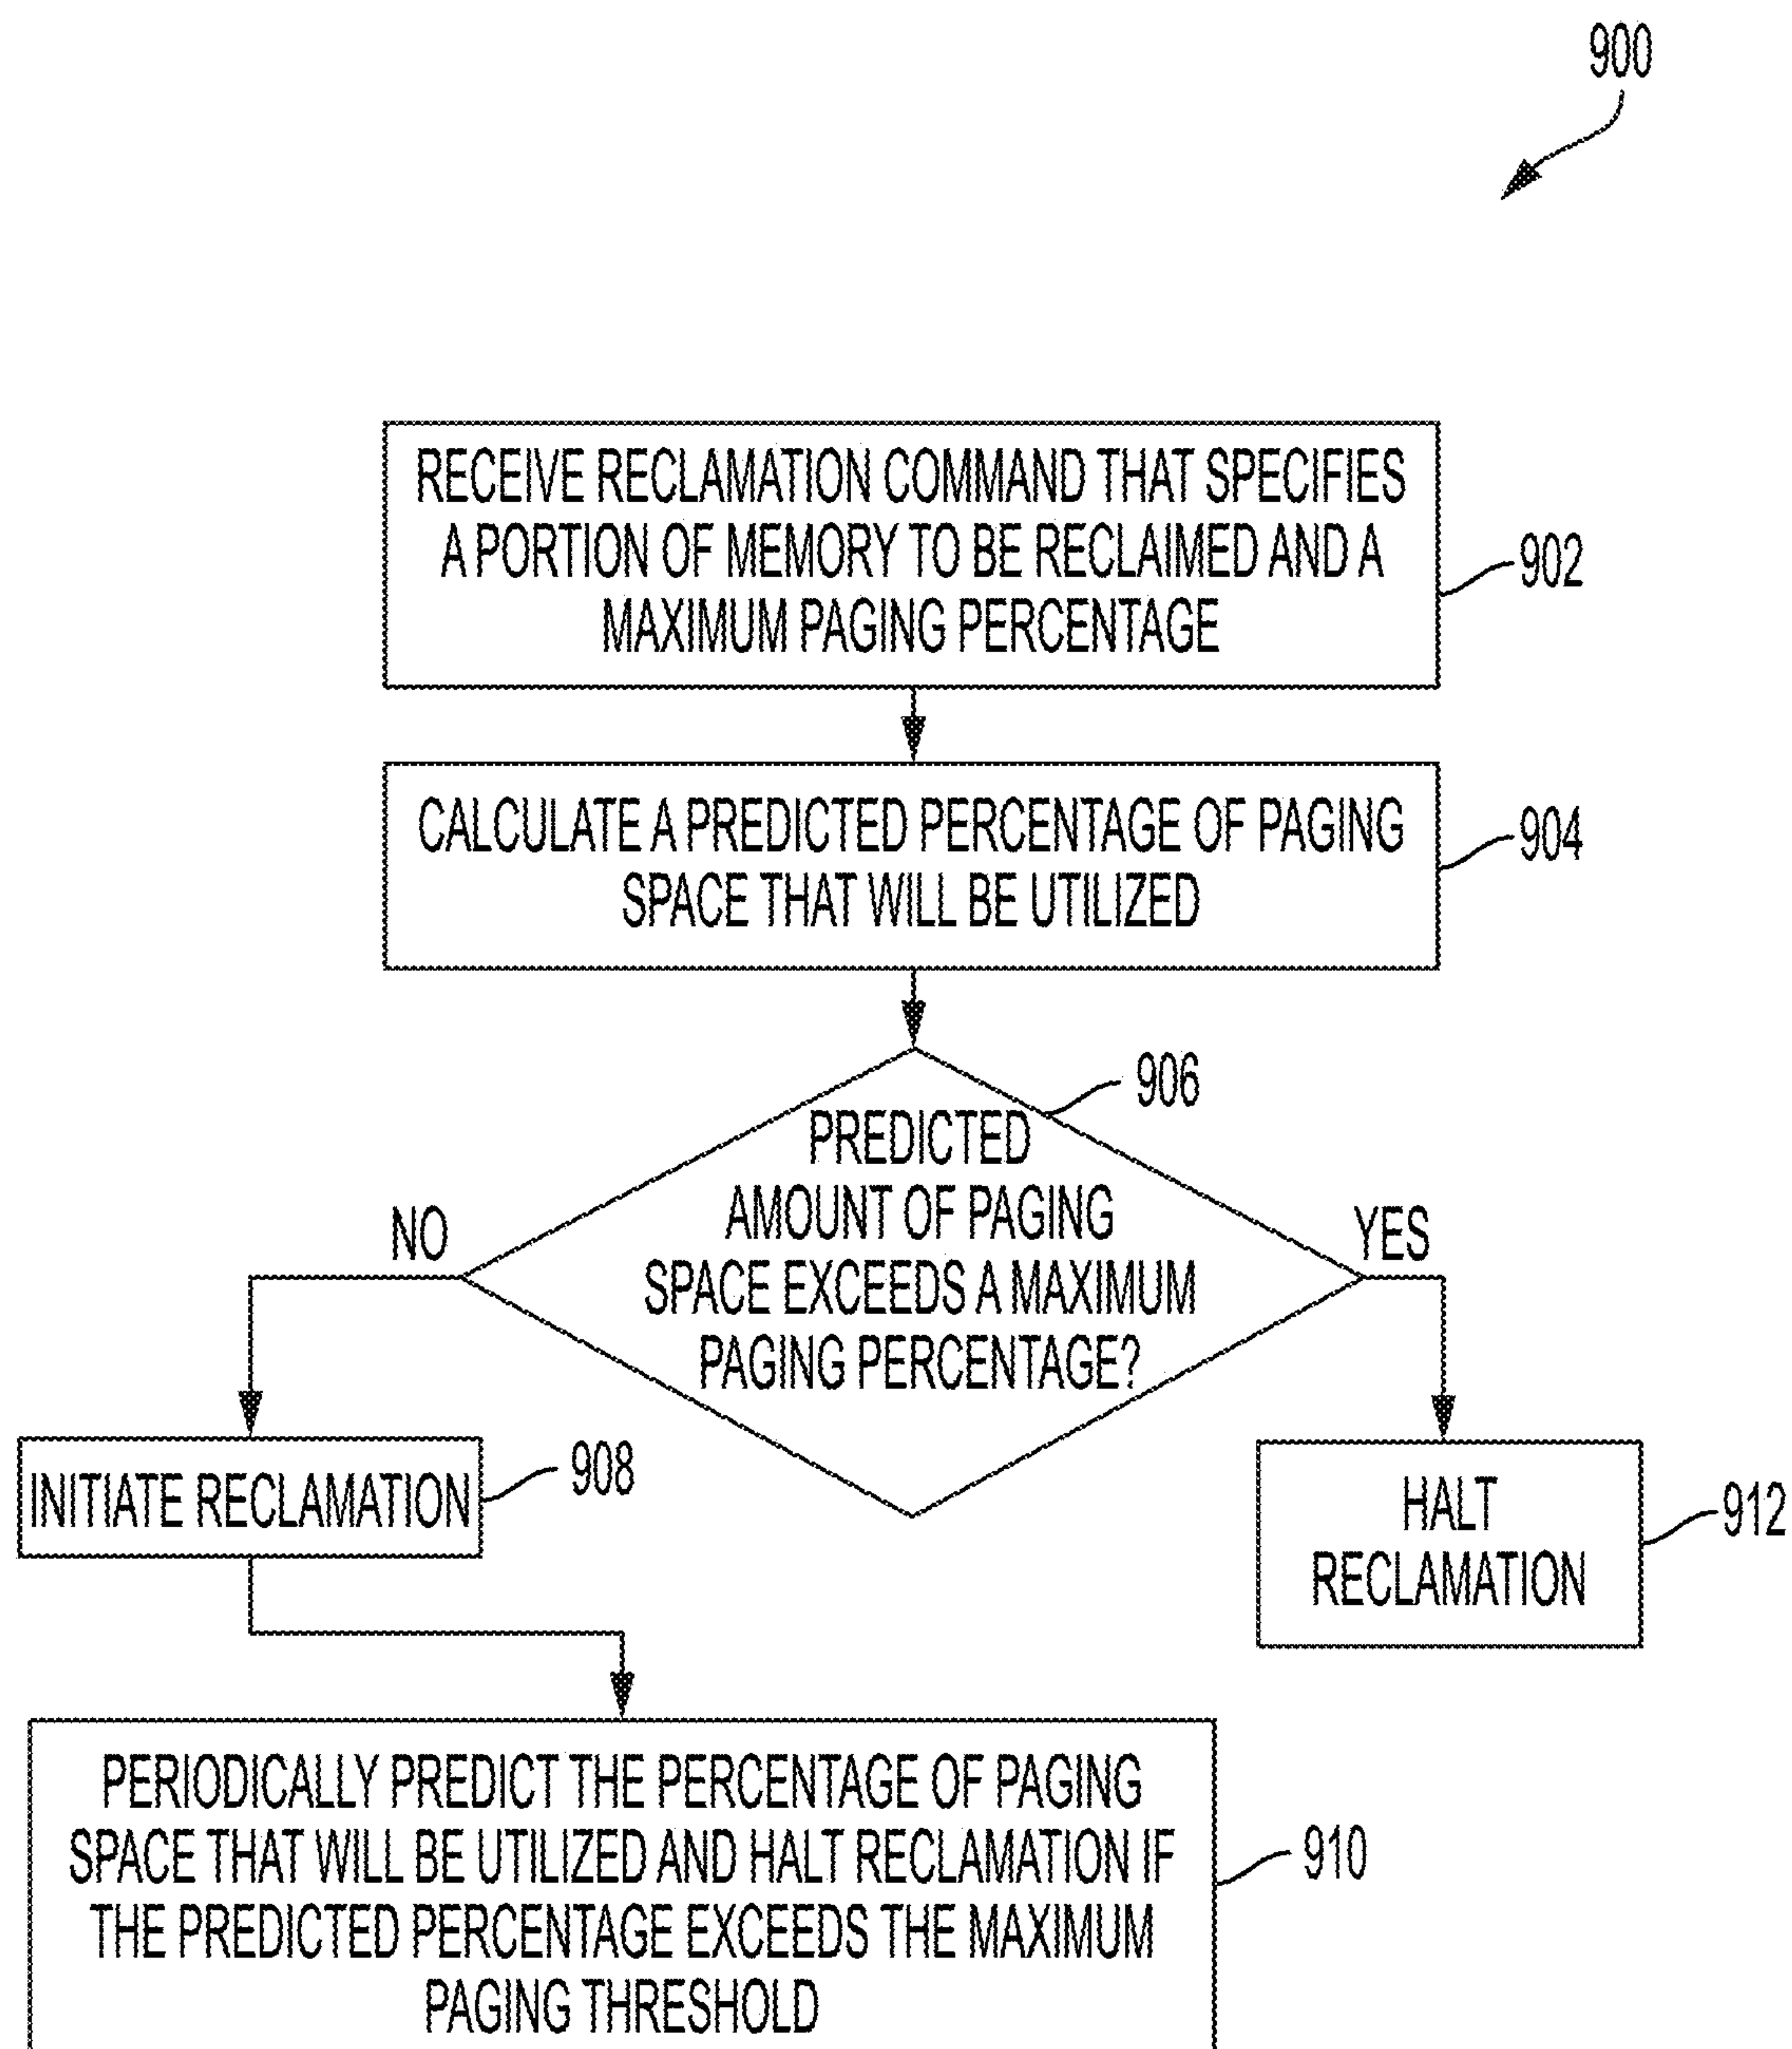 900
RECEIVE RECLAMATION COMMAND THAT SPECIFIES
A PORTION OF MEMORY TO BE RECLAIMED AND A
MAXIMUM PAGING PERCENTAGE
902
CALCULATE A PREDICTED PERCENTAGE OF PAGING
SPACE THAT WILL BE UTILIZED
904
906
PREDICTED
AMOUNT OF PAGING
SPACE EXCEEDS A MAXIMUM
PAGING PERCENTAGE?
NO
YES
INITIATE RECLAMATION
908
HALT
RECLAMATION
912
PERIODICALLY PREDICT THE PERCENTAGE OF PAGING
SPACE THAT WILL BE UTILIZED AND HALT RECLAMATION IF
THE PREDICTED PERCENTAGE EXCEEDS THE MAXIMUM
PAGING THRESHOLD
910